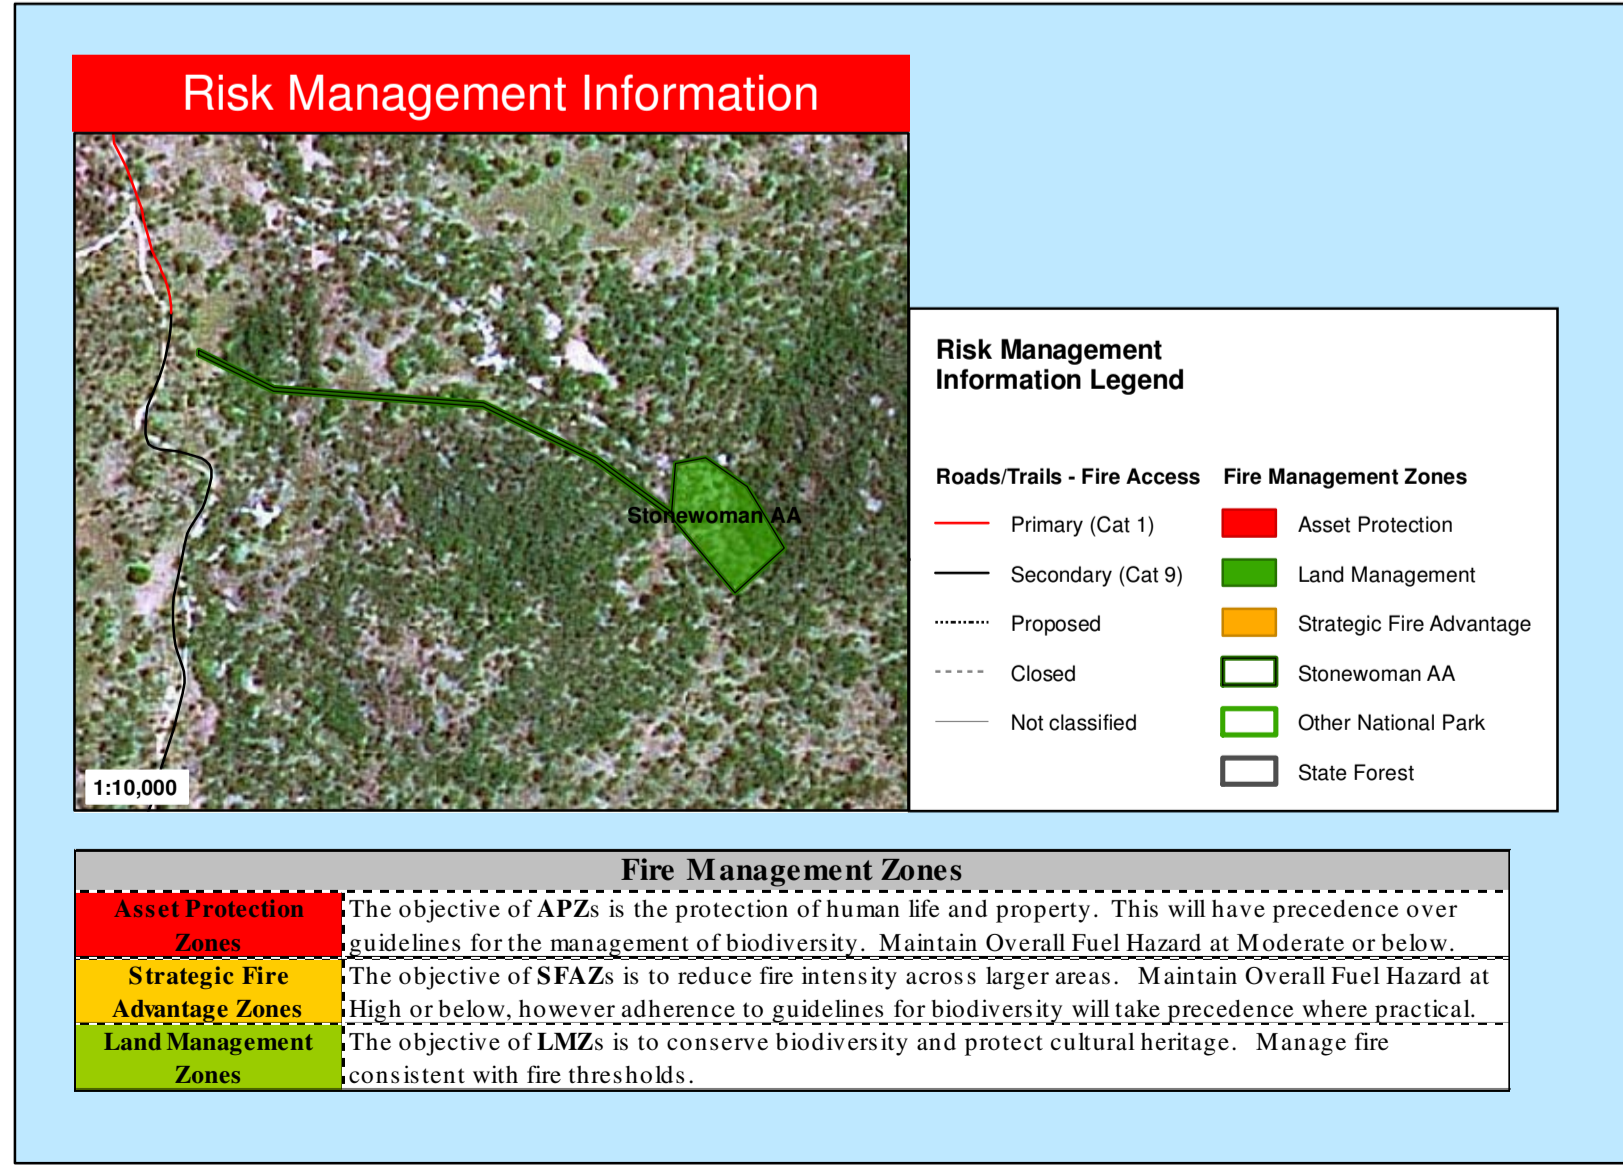 Risk Management Information
Stonewoman AA
1:10,000
Risk Management
Information Legend
Roads/Trails - Fire Access
Primary (Cat 1)
Secondary (Cat 9)
Proposed
Closed
Not classified
Fire Management Zones
Asset Protection
Land Management
Strategic Fire Advantage
Stonewoman AA
Other National Park
State Forest
Fire Management Zones
Asset Protection
Zones
The objective of APZs is the protection of human life and property. This will have precedence over
guidelines for the management of biodiversity. Maintain Overall Fuel Hazard at Moderate or below.
Strategic Fire
Advantage Zones
The objective of SFAZs is to reduce fire intensity across larger areas. Maintain Overall Fuel Hazard at
High or below, however adherence to guidelines for biodiversity will take precedence where practical.
Land Management
Zones
The objective of LMZs is to conserve biodiversity and protect cultural heritage. Manage fire
consistent with fire thresholds.